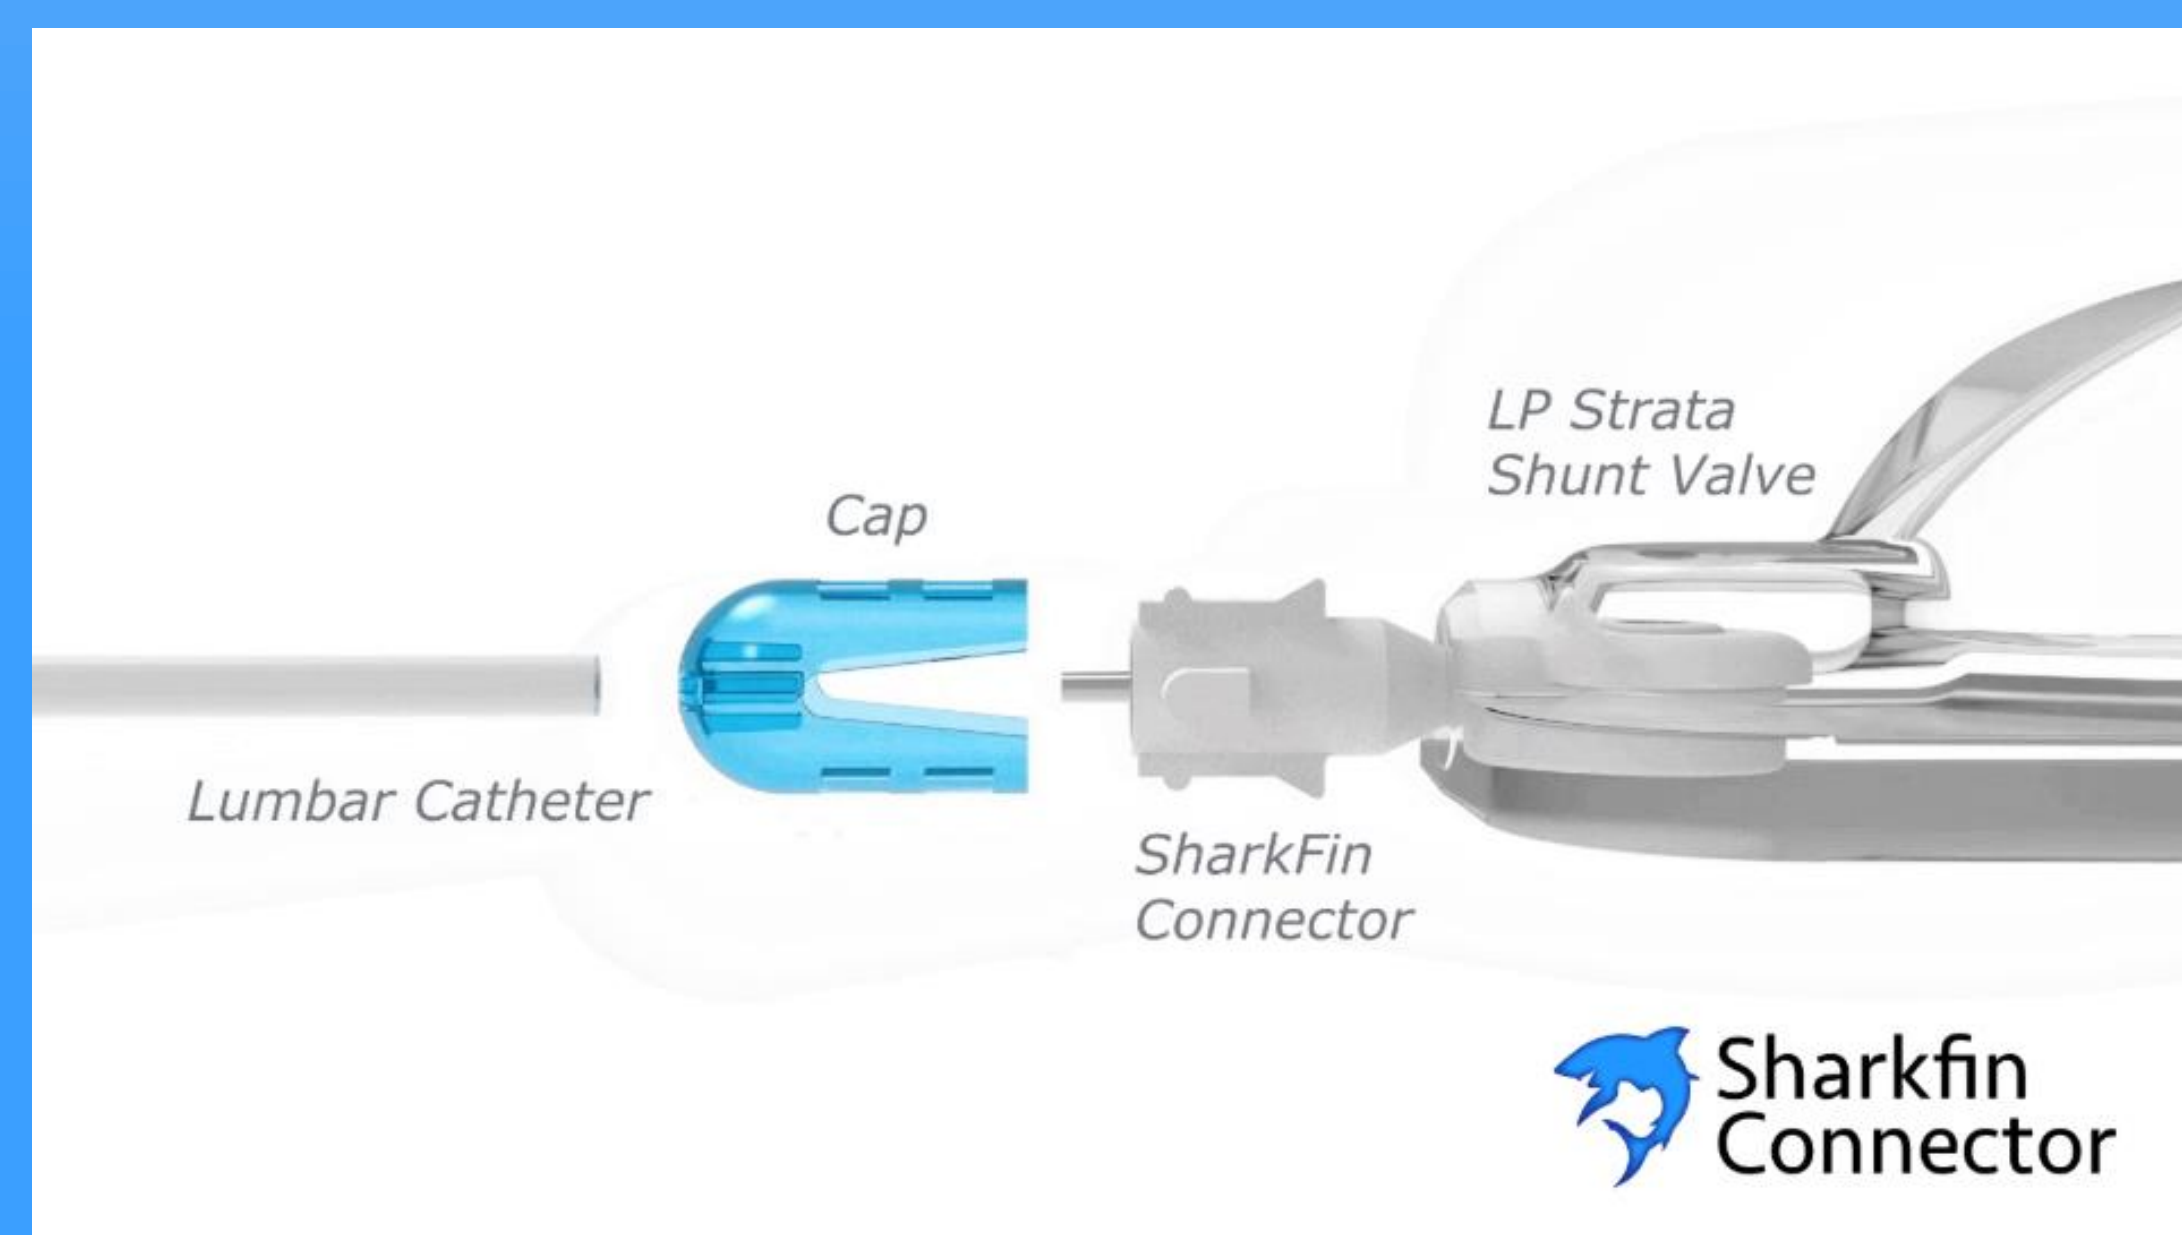 LP Strata
Shunt Valve
Cap
Lumbar Catheter
SharkFin
Connector
Sharkfin
Connector